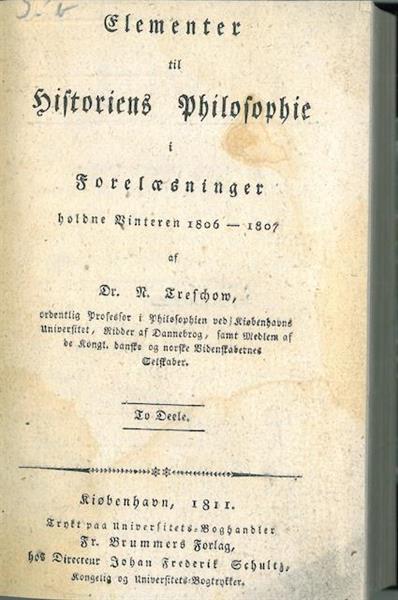 Elementer
til
Historiens Philosophie
i
Forelæsninger
holdne Vinteren 1806 — 1807
af
Dr. N. Treschow,
ordentlig Professor i Philosophien ved Kiøbenhavns
Universitet, Ridder af Dannebrog, samt Medlem af
de Kongl. danske og norske Videnskabernes
Selskaber.
To Deele.
Kiøbenhavn, 1811.
Trykt paa Universitets-Boghandler
Fr. Brummers Forlag,
hos Directeur Johan Frederik Schultz,
Kongelig og Universitets-Bogtrykker.